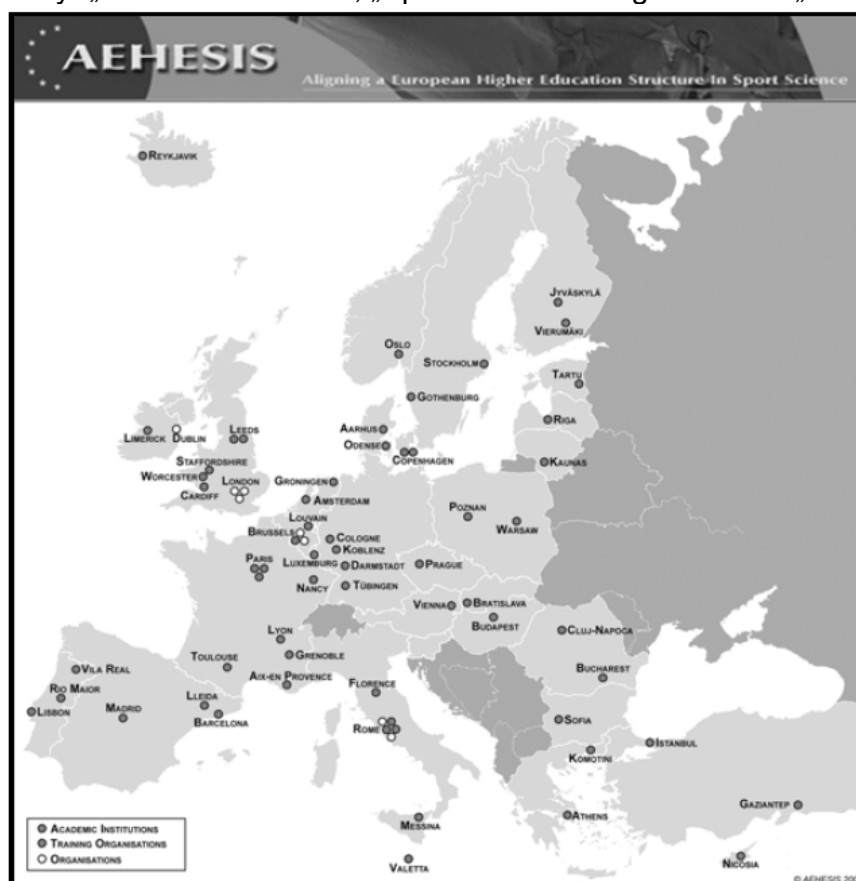 AEHESIS
Aligning a European Higher Education Structure In Sport Science
REYKJAVIK
JYVÄSKYLÄ
VIERUMÄKI
OSLO
STOCKHOLM
TARTU
GOTHENBURG
RIGA
AARHUS
LIMERICK DUBLIN LEEDS
ODENSE
COPENHAGEN
KAUNAS
STAFFORDSHIRE
WORCESTER LONDON GRONINGEN
CARDIFF
AMSTERDAM
POZNAN
LOUVAIN
WARSAW
BRUSSELS COLOGNE
KOBLENZ
PARIS LUXEMBURG DARMSTADT PRAGUE
NANCY TÜBINGEN
VIENNA BRATISLAVA
BUDAPEST
LYON CLUJ-NAPOCA
TOULOUSE GRENOBLE
VILA REAL
AIX-EN PROVENCE BUCHAREST
RIO MAIOR LLEIDA FLORENCE
LISBON MADRID
BARCELONA SOFIA
ROME
ISTANBUL
KOMOTINI
GAZIANTEP
MESSINA ATHENS
VALETTA NICOSIA
ACADEMIC INSTITUTIONS
TRAINING ORGANISATIONS
ORGANISATIONS
© AEHESIS